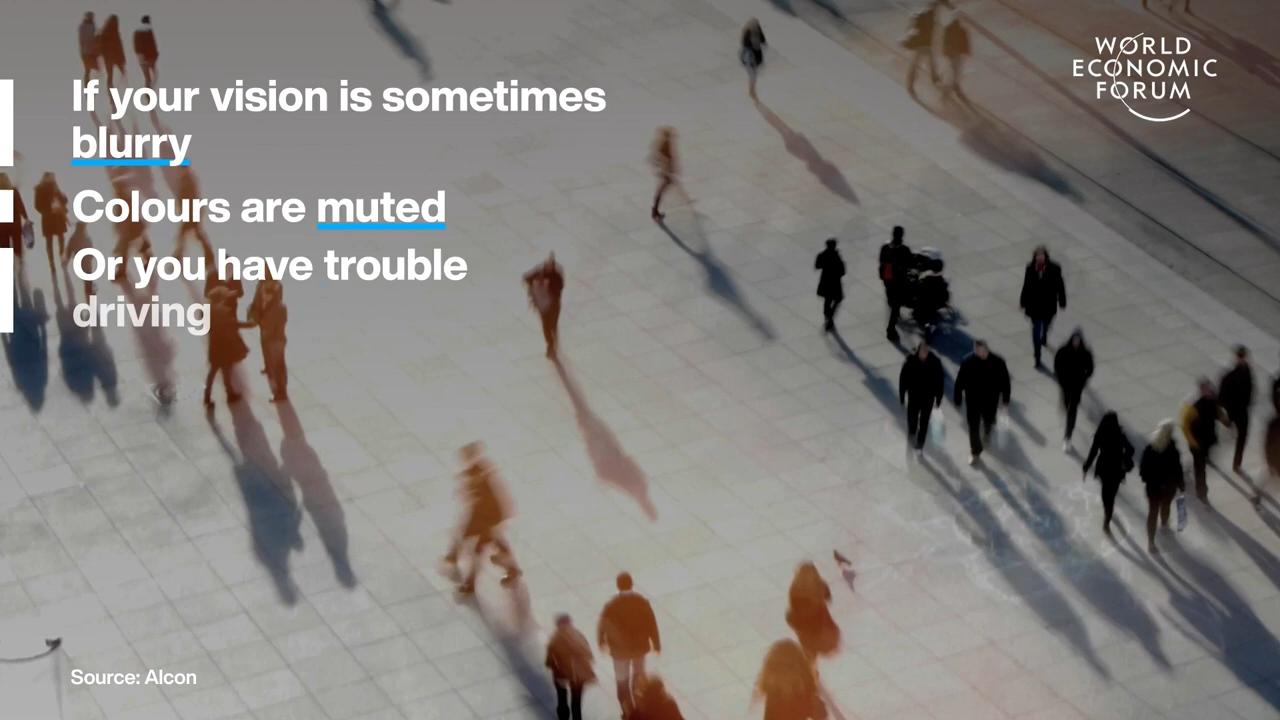 If your vision is sometimes
blurry
Colours are muted
Or you have trouble
driving
WORLD
ECONOMIC
FORUM
Source: Alcon